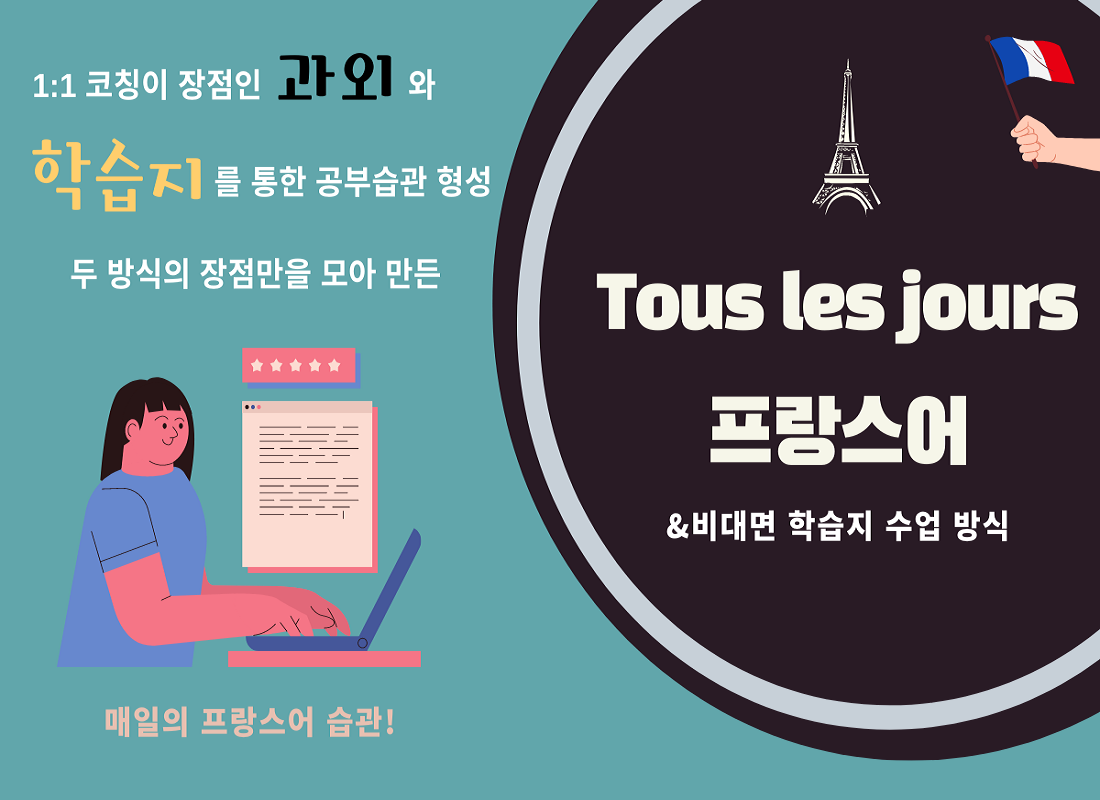 1:1 코칭이 장점인 과외 와
학습지 를 통한 공부습관 형성
두 방식의 장점만을 모아 만든
매일의 프랑스어 습관!
Tous les jours
프랑스어
&비대면 학습지 수업 방식